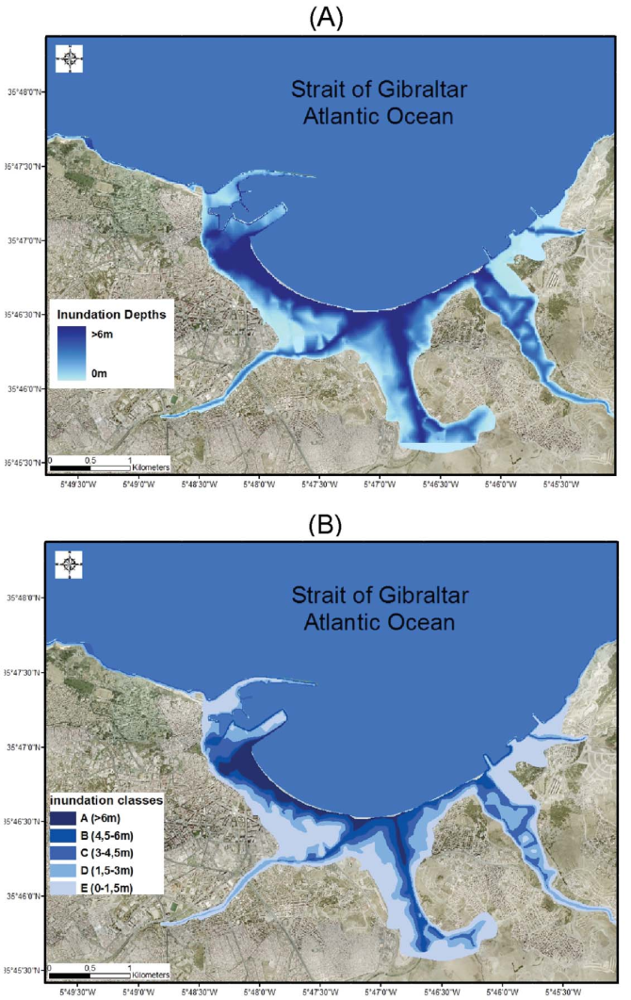 (A)
Strait of Gibraltar
Atlantic Ocean
35°48'0"N
35°47'30"N
35°47'0"N
35°46'30"N
35°46'0"N
35°45'30"N
Inundation Depths
>6m
0m
0 0,5 1
Kilometers
5°49'30"W 5°49'0"W 5°48'30"W 5°48'0"W 5°47'30"W 5°47'0"W 5°46'30"W 5°46'0"W 5°45'30"W
(B)
Strait of Gibraltar
Atlantic Ocean
35°48'0"N
35°47'30"N
35°47'0"N
35°46'30"N
35°46'0"N
35°45'30"N
inundation classes
A (>6m)
B (4,5-6m)
C (3-4,5m)
D (1,5-3m)
E (0-1,5m)
0 0,5 1
Kilometers
5°49'30"W 5°49'0"W 5°48'30"W 5°48'0"W 5°47'30"W 5°47'0"W 5°46'30"W 5°46'0"W 5°45'30"W